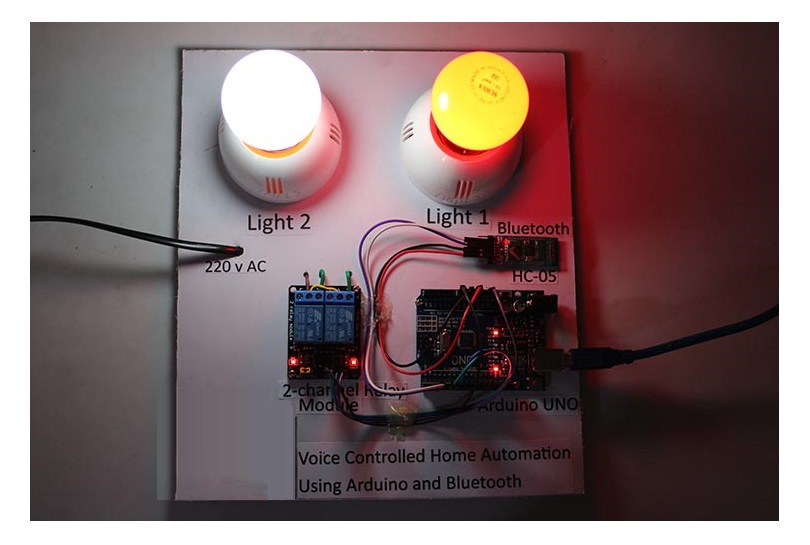 Light 2
Light 1
Bluetooth
220 v AC
HC-05
UNO
2-channel Relay
Module
Arduino UNO
Voice Controlled Home Automation
Using Arduino and Bluetooth